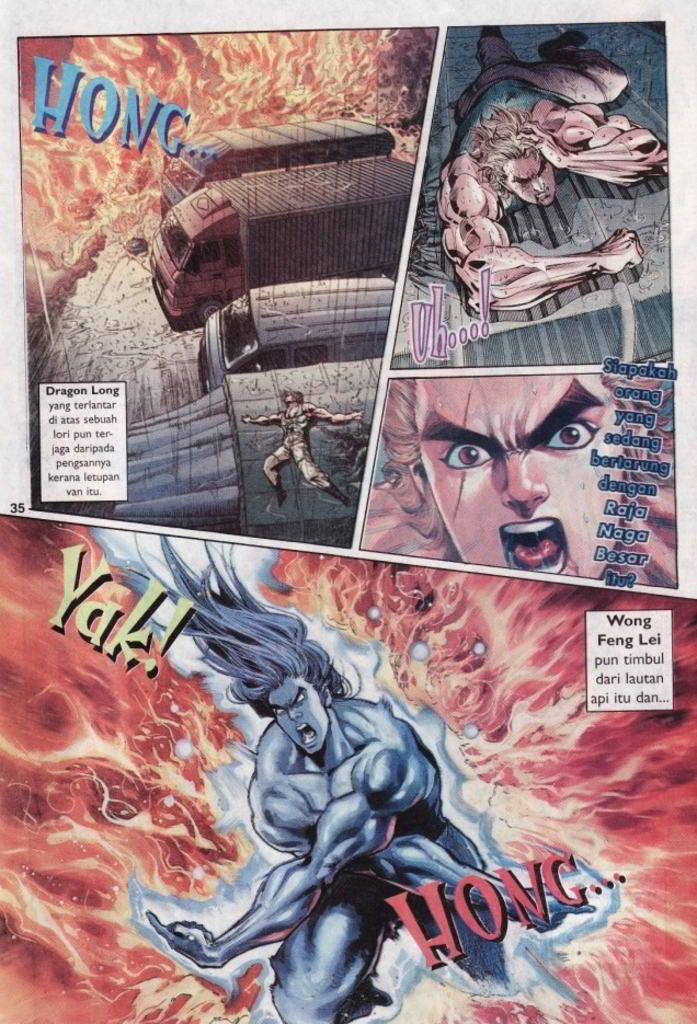 HONG...
Dragon Long
yang terlantar
di atas sebuah
lori pun ter-
jaga daripada
pengsannya
kerana letupan
van itu.
Uhoooo!
Siapakah
orang
yang
sedang
bertarung
dengan
Raja
Naga
Besar
itu?
35
Yak!
Wong
Feng Lei
pun timbul
dari lautan
api itu dan...
HONG...